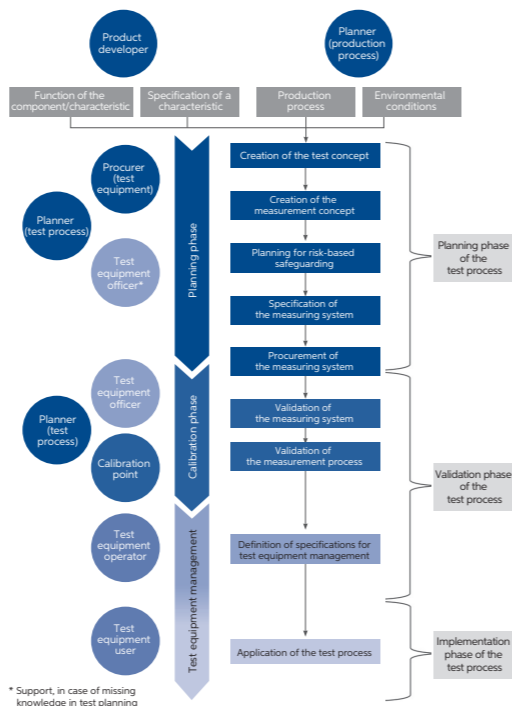 Product
developer
Planner
(production
process)
Function of the
component/characteristic
Specification of a
characteristic
Production
process
Environmental
conditions
Planning phase
Procurer
(test
equipment)
Planner
(test process)
Test
equipment
officer*
Creation of the test concept
Creation of the
measurement concept
Planning for risk-based
safeguarding
Specification of
the measuring system
Procurement of
the measuring system
Planning phase
of the
test process
Calibration phase
Test
equipment
officer
Planner
(test
process)
Calibration
point
Validation of
the measuring system
Validation of
the measurement process
Validation phase
of the
test process
Test equipment management
Test
equipment
operator
Definition of specifications for
test equipment management
Test
equipment
user
Application of the test process
Implementation
phase of the
test process
* Support, in case of missing
knowledge in test planning